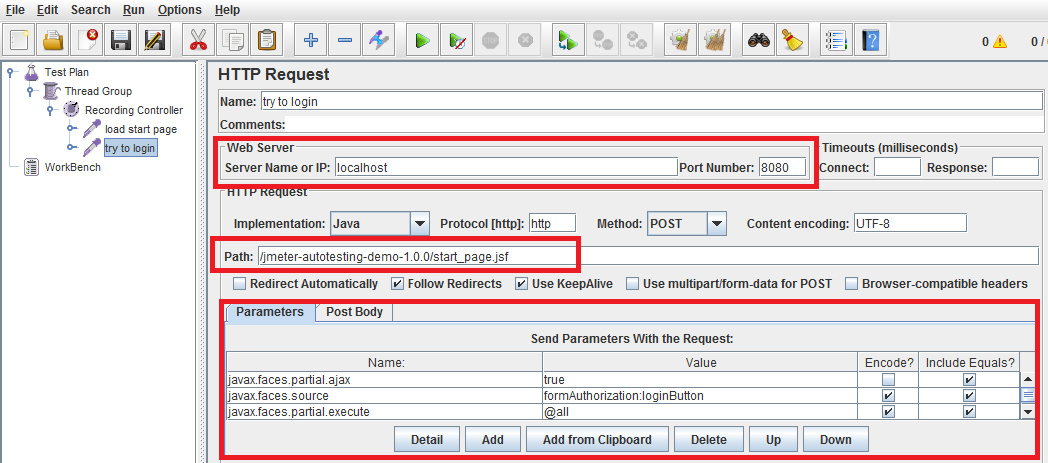 File Edit Search Run Options Help
0 0 /
Test Plan
Thread Group
Recording Controller
load start page
try to login
WorkBench
HTTP Request
Name: try to login
Comments:
Web Server
Server Name or IP: localhost Port Number: 8080
Timeouts (milliseconds)
Connect: Response:
HTTP Request
Implementation: Java Protocol [http]: http Method: POST Content encoding: UTF-8
Path: /jmeter-autotesting-demo-1.0.0/start_page.jsf
Redirect Automatically Follow Redirects Use KeepAlive Use multipart/form-data for POST Browser-compatible headers
Parameters Post Body
Send Parameters With the Request:
Name: Value Encode? Include Equals?
javax.faces.partial.ajax true
javax.faces.source formAuthorization:loginButton
javax.faces.partial.execute @all
Detail Add Add from Clipboard Delete Up Down